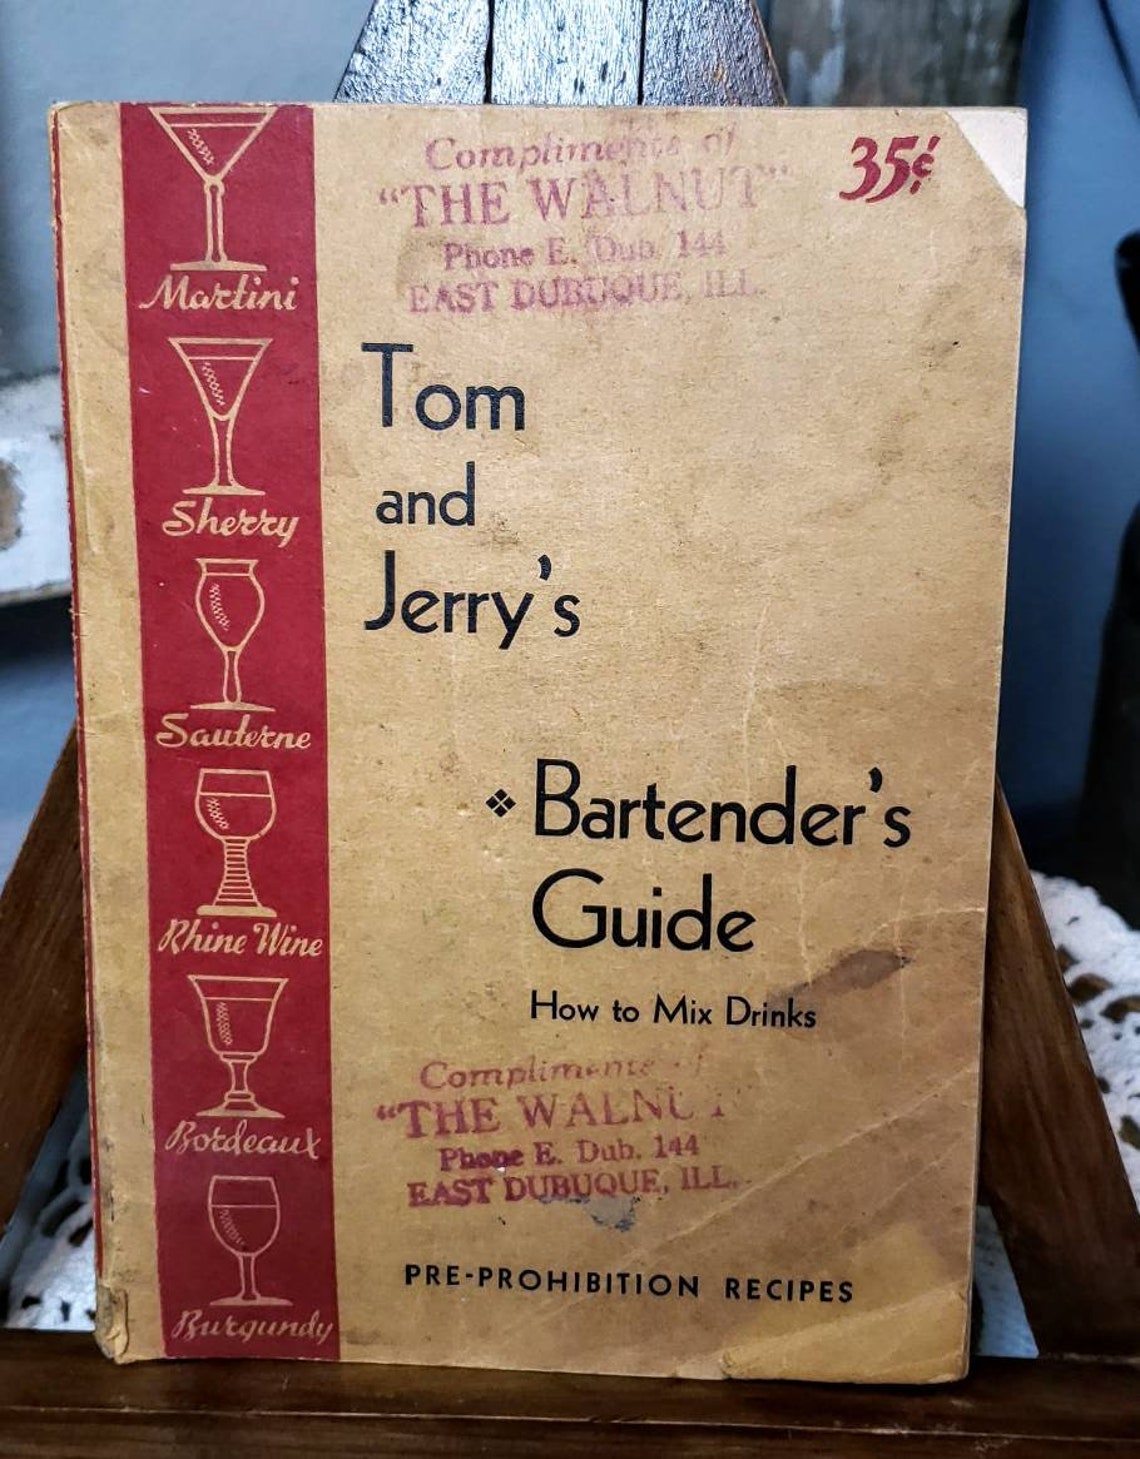 Compliments of
"THE WALNUT"
Phone E. Dub. 144
EAST DUBUQUE, ILL.
35¢
Martini
Sherry
Sauterne
Rhine Wine
Bordeaux
Burgundy
Tom
and
Jerry's
Bartender's
Guide
How to Mix Drinks
Compliments of
"THE WALNUT
Phone E. Dub. 144
EAST DUBUQUE, ILL.
PRE-PROHIBITION RECIPES